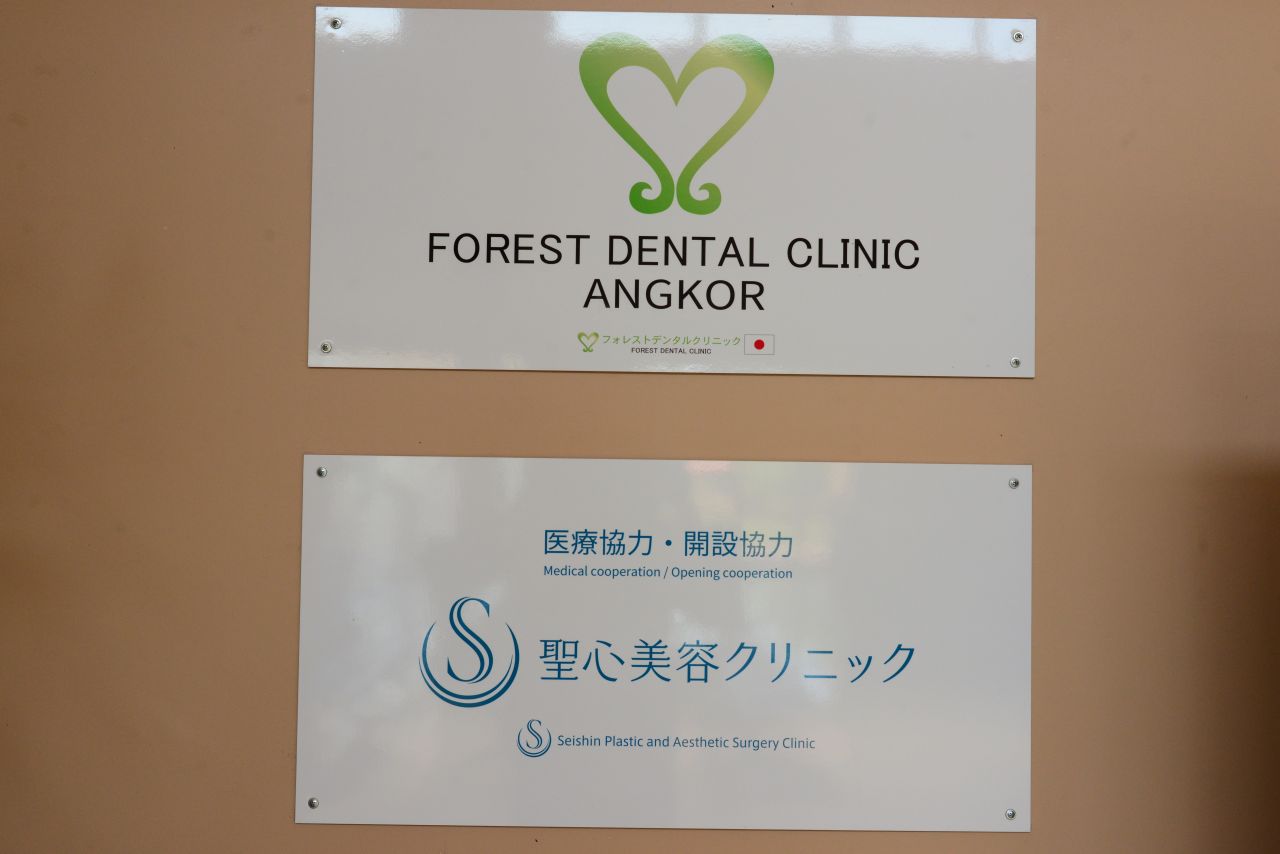 FOREST DENTAL CLINIC
ANGKOR
フォレストデンタルクリニック
FOREST DENTAL CLINIC
医療協力・開設協力
Medical cooperation / Opening cooperation
S 聖心美容クリニック
S Seishin Plastic and Aesthetic Surgery Clinic